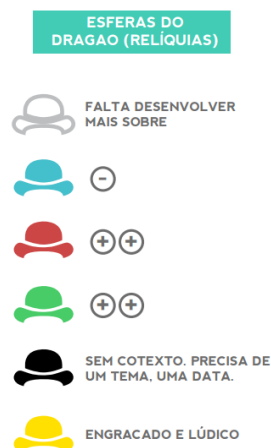 ESFERAS DO
DRAGAO (RELÍQUIAS)
FALTA DESENVOLVER
MAIS SOBRE
-
++
++
SEM COTEXTO. PRECISA DE
UM TEMA, UMA DATA.
ENGRACADO E LÚDICO